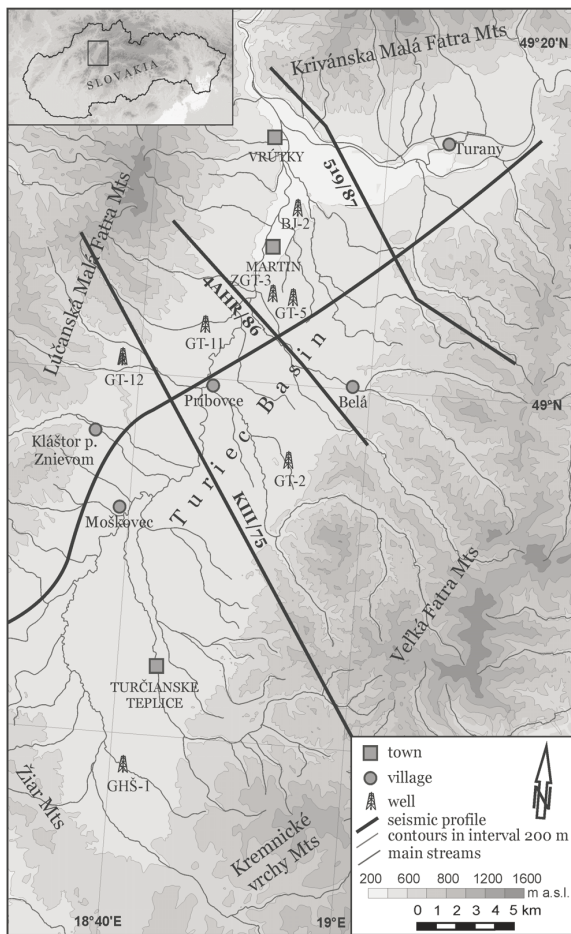 SLOVAKIA
Krivánska Malá Fatra Mts
49°20'N
VRÚTKY
Turany
519/87
BJ-2
Lúčanská Malá Fatra Mts
MARTIN
ZGT-3
GT-5
4AHR/86
GT-11
GT-12
Príbovce
Belá
49°N
Kláštor p.
Znievom
Turiec Basin
GT-2
KIII/75
Moškovec
Veľká Fatra Mts
TURČIANSKE
TEPLICE
GHŠ-1
Žiar Mts
Kremnické
vrchy Mts
town
village
well
seismic profile
contours in interval 200 m
main streams
N
200 600 800 1200 1600
m a.s.l.
0 1 2 3 4 5 km
18°40'E
19°E